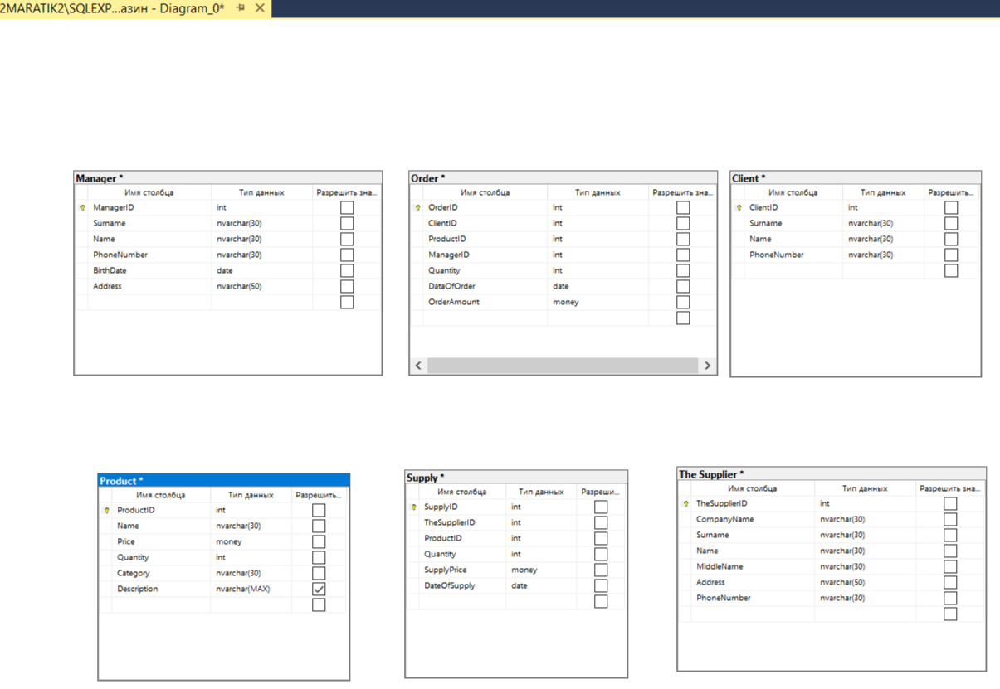 2MARATIK2\SQLEXP...азин - Diagram_0*
Manager *
Имя столбца Тип данных Разрешить зна...
ManagerID int
Surname nvarchar(30)
Name nvarchar(30)
PhoneNumber nvarchar(30)
BirthDate date
Address nvarchar(50)
Order *
Имя столбца Тип данных Разрешить зна...
OrderID int
ClientID int
ProductID int
ManagerID int
Quantity int
DataOfOrder date
OrderAmount money
Client *
Имя столбца Тип данных Разрешить...
ClientID int
Surname nvarchar(30)
Name nvarchar(30)
PhoneNumber nvarchar(30)
Product *
Имя столбца Тип данных Разрешить...
ProductID int
Name nvarchar(30)
Price money
Quantity int
Category nvarchar(30)
Description nvarchar(MAX)
Supply *
Имя столбца Тип данных Разреши...
SupplyID int
TheSupplierID int
ProductID int
Quantity int
SupplyPrice money
DateOfSupply date
The Supplier *
Имя столбца Тип данных Разрешить зна...
TheSupplierID int
CompanyName nvarchar(30)
Surname nvarchar(30)
Name nvarchar(30)
MiddleName nvarchar(30)
Address nvarchar(50)
PhoneNumber nvarchar(30)